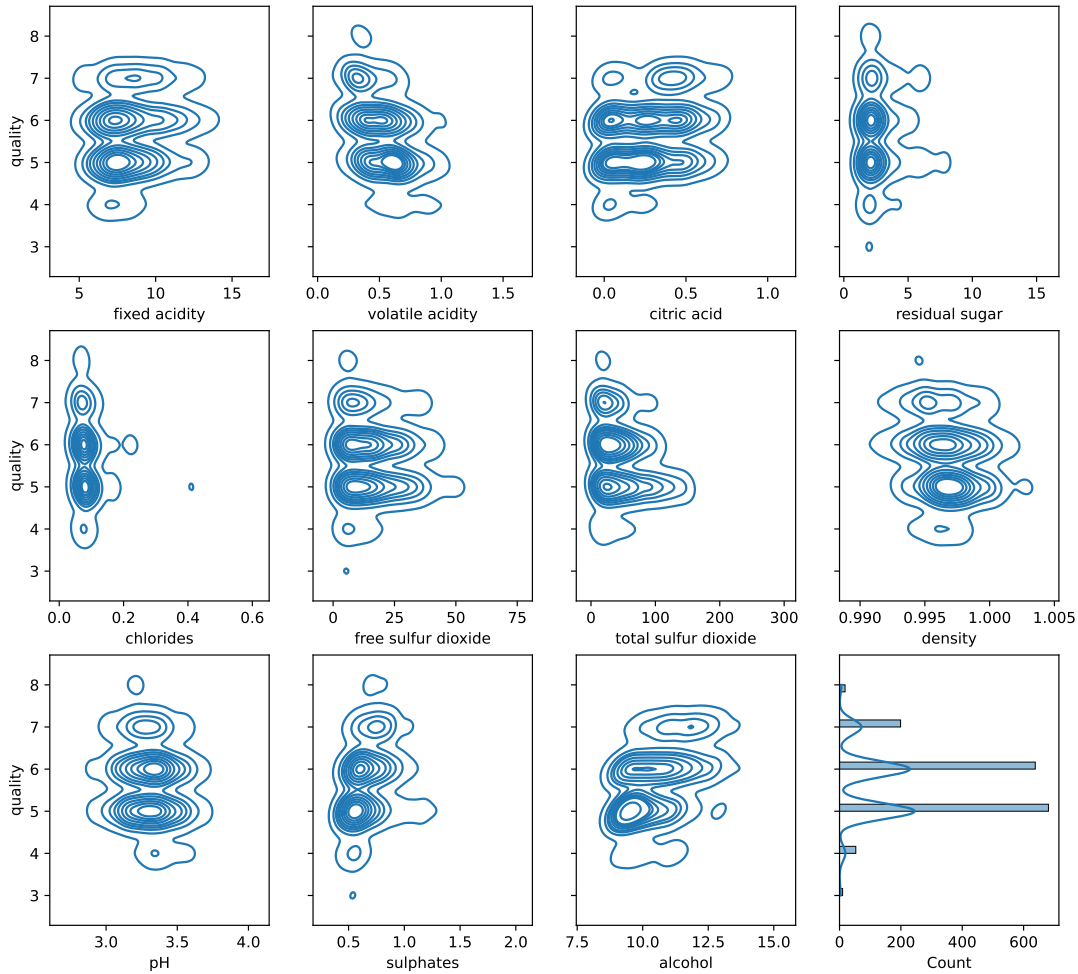 quality
8
7
6
5
4
3
5 10 15
fixed acidity
0.0 0.5 1.0 1.5
volatile acidity
0.0 0.5 1.0
citric acid
0 5 10 15
residual sugar
quality
8
7
6
5
4
3
0.0 0.2 0.4 0.6
chlorides
0 25 50 75
free sulfur dioxide
0 100 200 300
total sulfur dioxide
0.990 0.995 1.000 1.005
density
quality
8
7
6
5
4
3
3.0 3.5 4.0
pH
0.5 1.0 1.5 2.0
sulphates
7.5 10.0 12.5 15.0
alcohol
0 200 400 600
Count